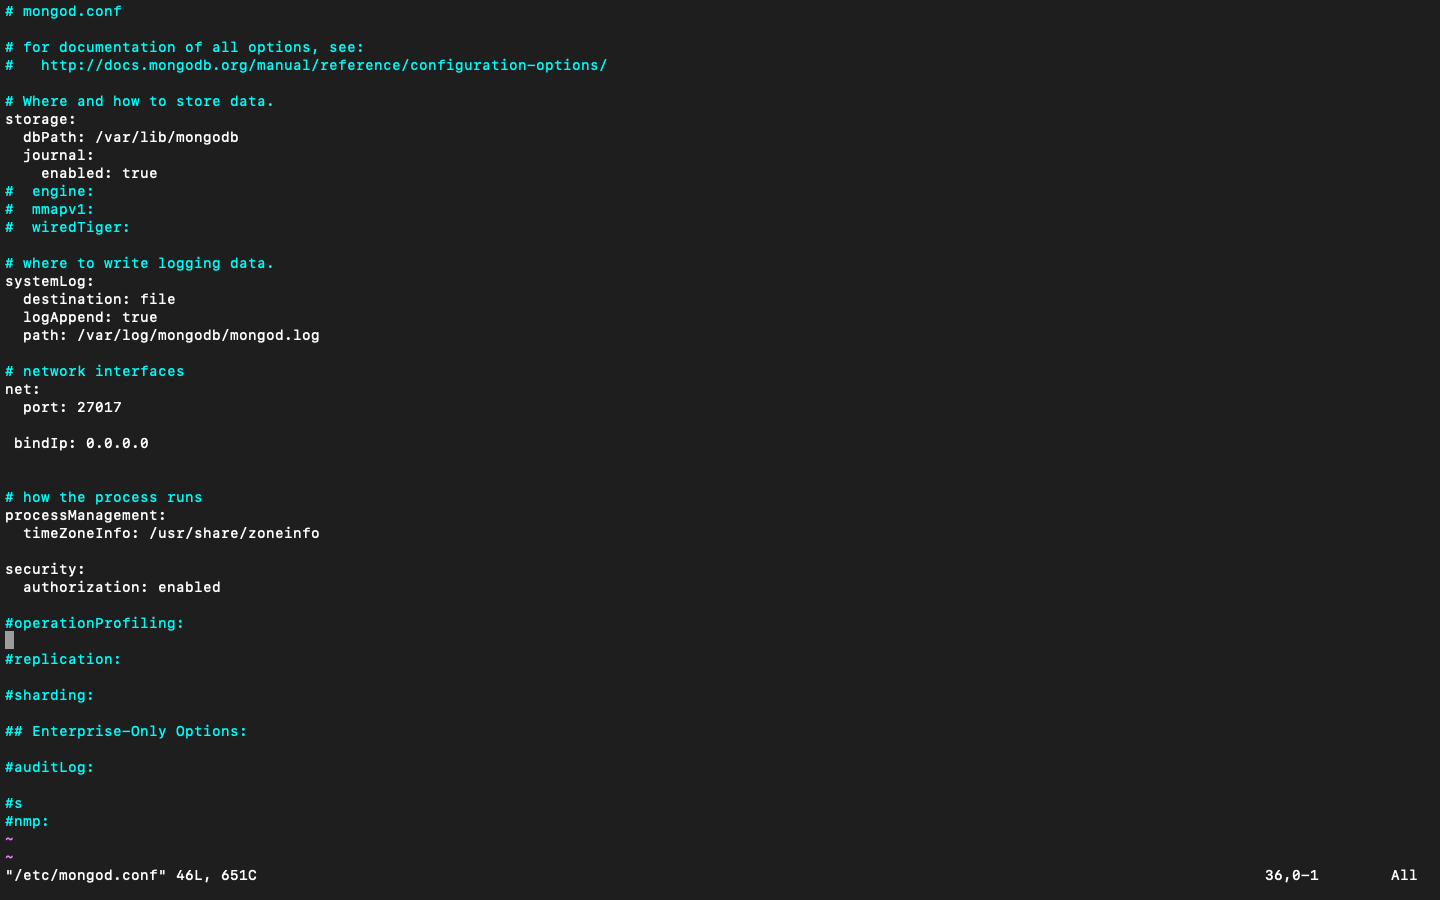 # mongod.conf
# for documentation of all options, see:
#   http://docs.mongodb.org/manual/reference/configuration-options/
# Where and how to store data.
storage:
  dbPath: /var/lib/mongodb
  journal:
    enabled: true
#  engine:
#  mmapv1:
#  wiredTiger:
# where to write logging data.
systemLog:
  destination: file
  logAppend: true
  path: /var/log/mongodb/mongod.log
# network interfaces
net:
  port: 27017
 bindIp: 0.0.0.0
# how the process runs
processManagement:
  timeZoneInfo: /usr/share/zoneinfo
security:
  authorization: enabled
#operationProfiling:
#replication:
#sharding:
## Enterprise-Only Options:
#auditLog:
#s
#nmp:
~
~
"/etc/mongod.conf" 46L, 651C 36,0-1 All